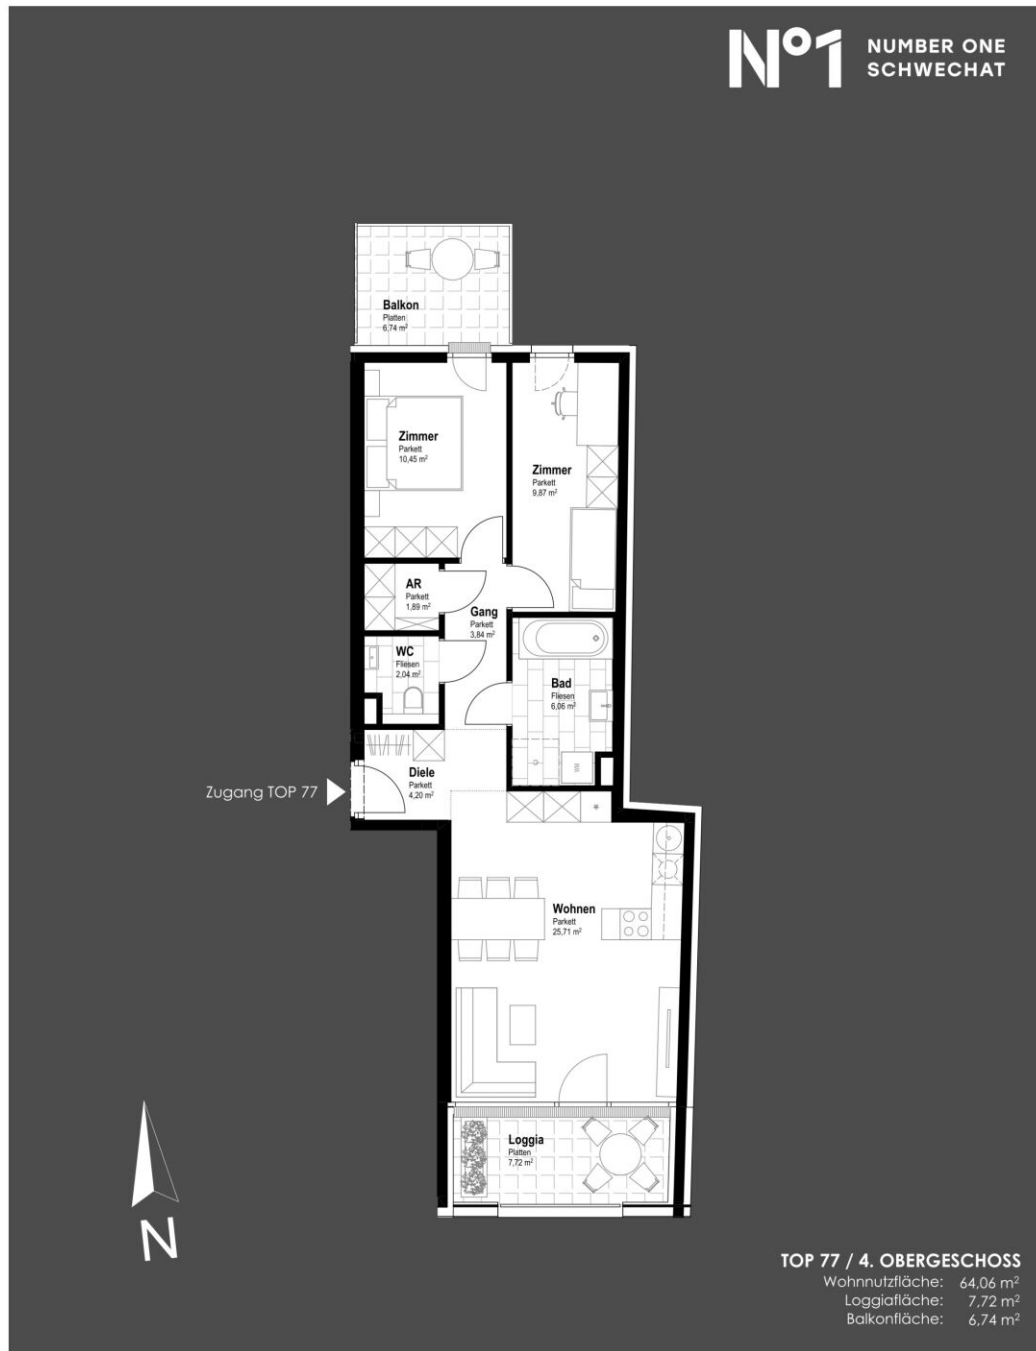 Nº1 NUMBER ONE
SCHWECHAT
Balkon
Platten
6,74 m²
Zimmer
Parkett
10,45 m²
Zimmer
Parkett
9,87 m²
AR
Parkett
1,89 m²
Gang
Parkett
3,84 m²
WC
Fliesen
2,04 m²
Bad
Fliesen
6,06 m²
Diele
Parkett
4,20 m²
Zugang TOP 77
Wohnen
Parkett
25,71 m²
Loggia
Platten
7,72 m²
N
TOP 77 / 4. OBERGESCHOSS
Wohnnutzfläche: 64,06 m²
Loggiafläche: 7,72 m²
Balkonfläche: 6,74 m²